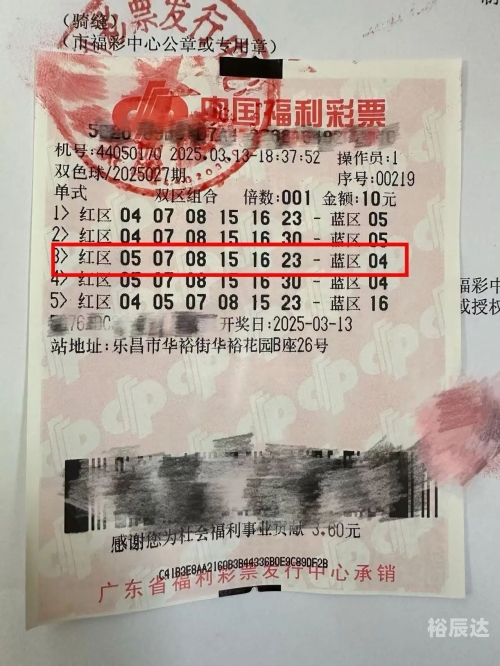 (骑缝)
(市福彩中心公章或专用章)
彩票发行
中国福利彩票
机号:44050170 2025.03.13-18:37:52 操作员:1
双色球/2025027期 序号:00219
单式 双区组合 倍数:001 金额:10元
1> 红区 04 07 08 15 16 23 - 蓝区 05
2> 红区 04 07 08 15 16 30 - 蓝区 05
3> 红区 05 07 08 15 16 23 - 蓝区 04
4> 红区 05 07 08 15 16 30 - 蓝区 04
5> 红区 04 05 07 08 15 16 - 蓝区 16
开奖日:2025-03-13
站地址:乐昌市华裕街华裕花园B座26号
福彩中
或授权
感谢您为社会福利事业贡献 3.60元
C41B3E8AA2160B3B44336B0E9C89DF2B
广东省福利彩票发行中心承销
裕辰达